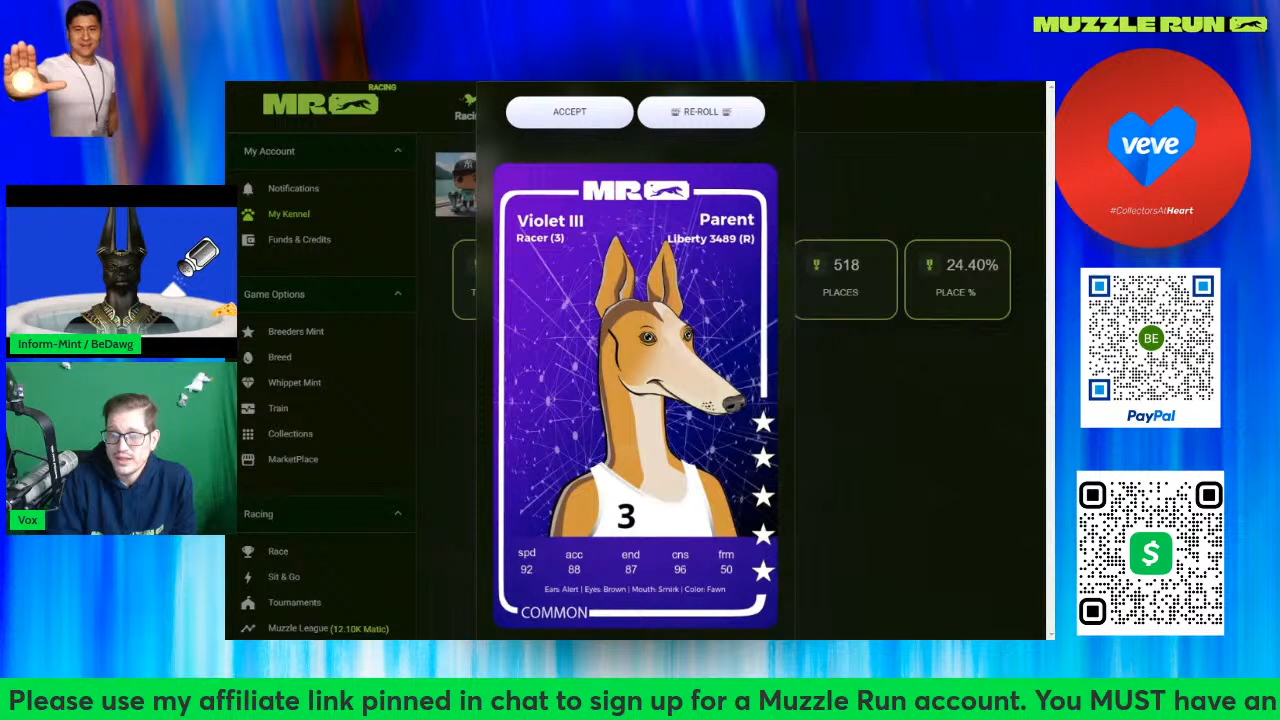 MUZZLE RUN
RACING
MR
Raci
ACCEPT
RE-ROLL
My Account
Notifications
My Kennel
Funds & Credits
Game Options
Breeders Mint
Breed
Whippet Mint
Train
Collections
MarketPlace
Racing
Race
Sit & Go
Tournaments
Muzzle League (12.10K Matic)
MR
Violet III
Parent
Racer (3)
Liberty 3489 (R)
3
spd acc end cns frm
92 88 87 96 50
Ears: Alert | Eyes: Brown | Mouth: Smirk | Color: Fawn
COMMON
T
518
PLACES
24.40%
PLACE %
Inform-Mint / BeDawg
Vox
veve
#CollectorsAtHeart
BE
PayPal
$
Please use my affiliate link pinned in chat to sign up for a Muzzle Run account. You MUST have an